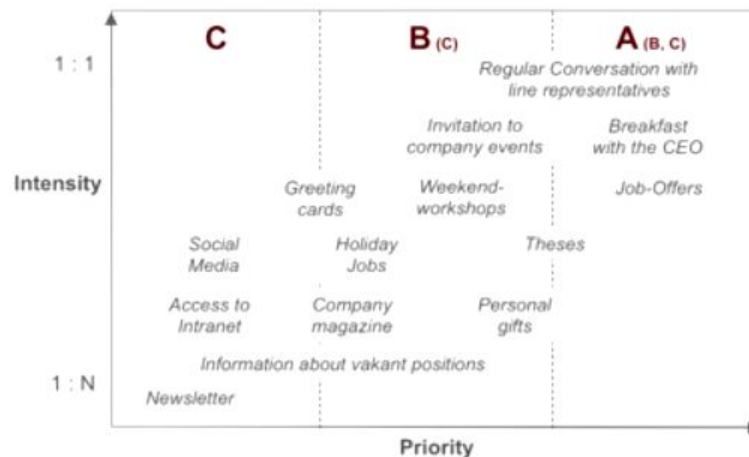 C
B (C)
A (B, C)
1 : 1
Regular Conversation with
line representatives
Invitation to
company events
Breakfast
with the CEO
Intensity
Greeting
cards
Weekend-
workshops
Job-Offers
Social
Media
Holiday
Jobs
Theses
Access to
Intranet
Company
magazine
Personal
gifts
Information about vakant positions
1 : N
Newsletter
Priority